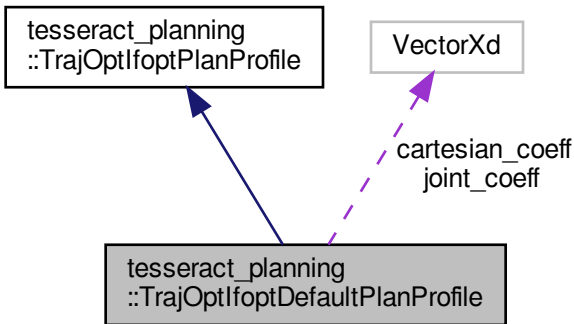 tesseract_planning
::TrajOptIfoptPlanProfile
VectorXd
cartesian_coeff
joint_coeff
tesseract_planning
::TrajOptIfoptDefaultPlanProfile